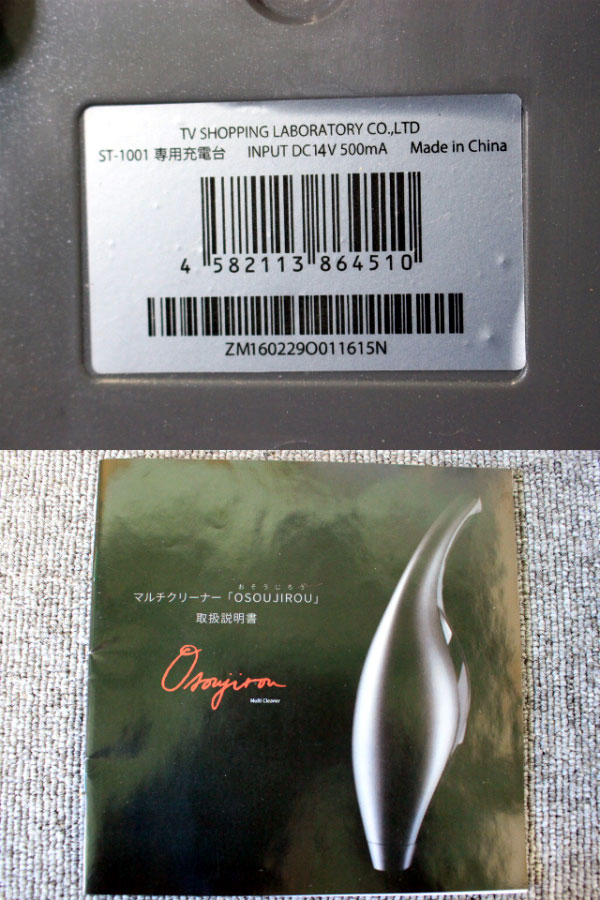 TV SHOPPING LABORATORY CO.,LTD
ST-1001 専用充電台 INPUT DC14V 500mA Made in China
4 582113 864510
ZM160229O011615N
おそうじろう
マルチクリーナー「OSOUJIROU」
取扱説明書
Osoujirou
Multi Cleaner